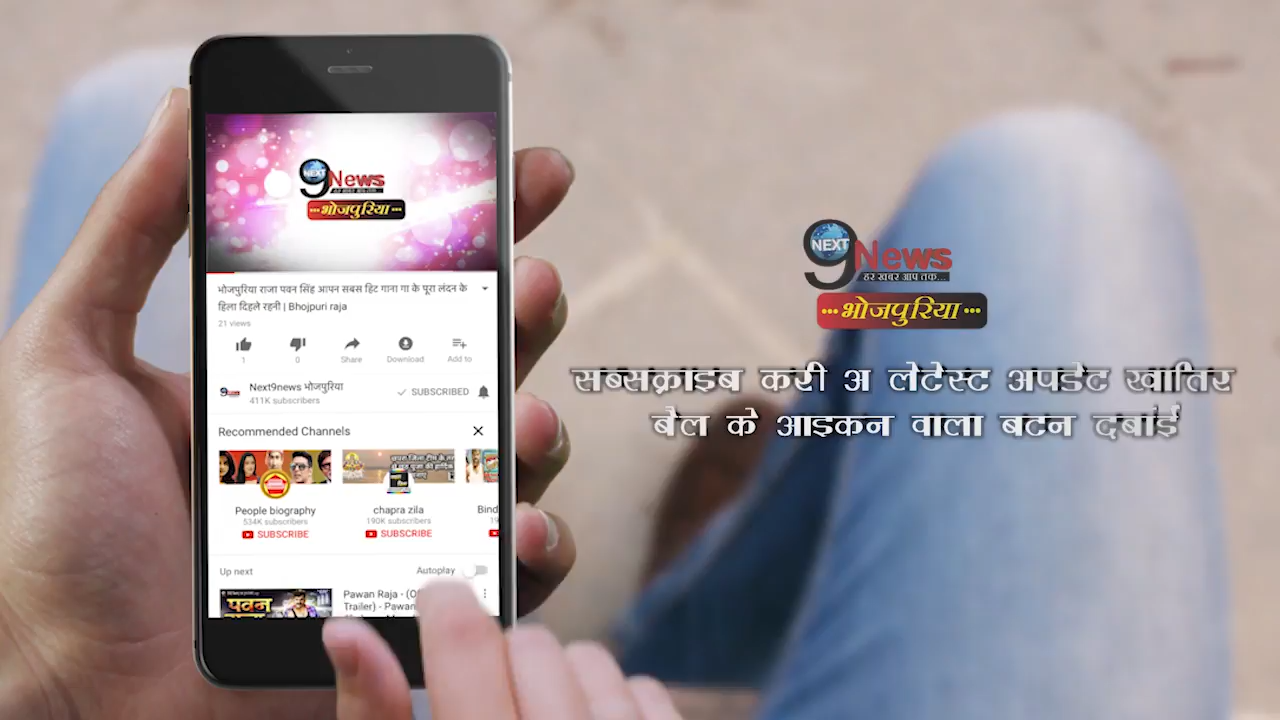 NEXT
9News
हर खबर आप तक...
भोजपुरिया
भोजपुरिया राजा पवन सिंह आपन सबस हिट गाना गा के पूरा लंदन के
हिला दिहले रहनी | Bhojpuri raja
21 views
1
0
Share
Download
Add to
Next9news भोजपुरिया
411K subscribers
SUBSCRIBED
Recommended Channels
People biography
534K subscribers
SUBSCRIBE
chapra zila
190K subscribers
SUBSCRIBE
Bind
19
Up next
Autoplay
पवन
Pawan Raja - (O
Trailer) - Pawan
NEXT
9News
हर खबर आप तक...
•••भोजपुरिया•••
सब्सक्राइब करी अ लेटेस्ट अपडेट खातिर
बेल के आइकन वाला बटन दबाईं